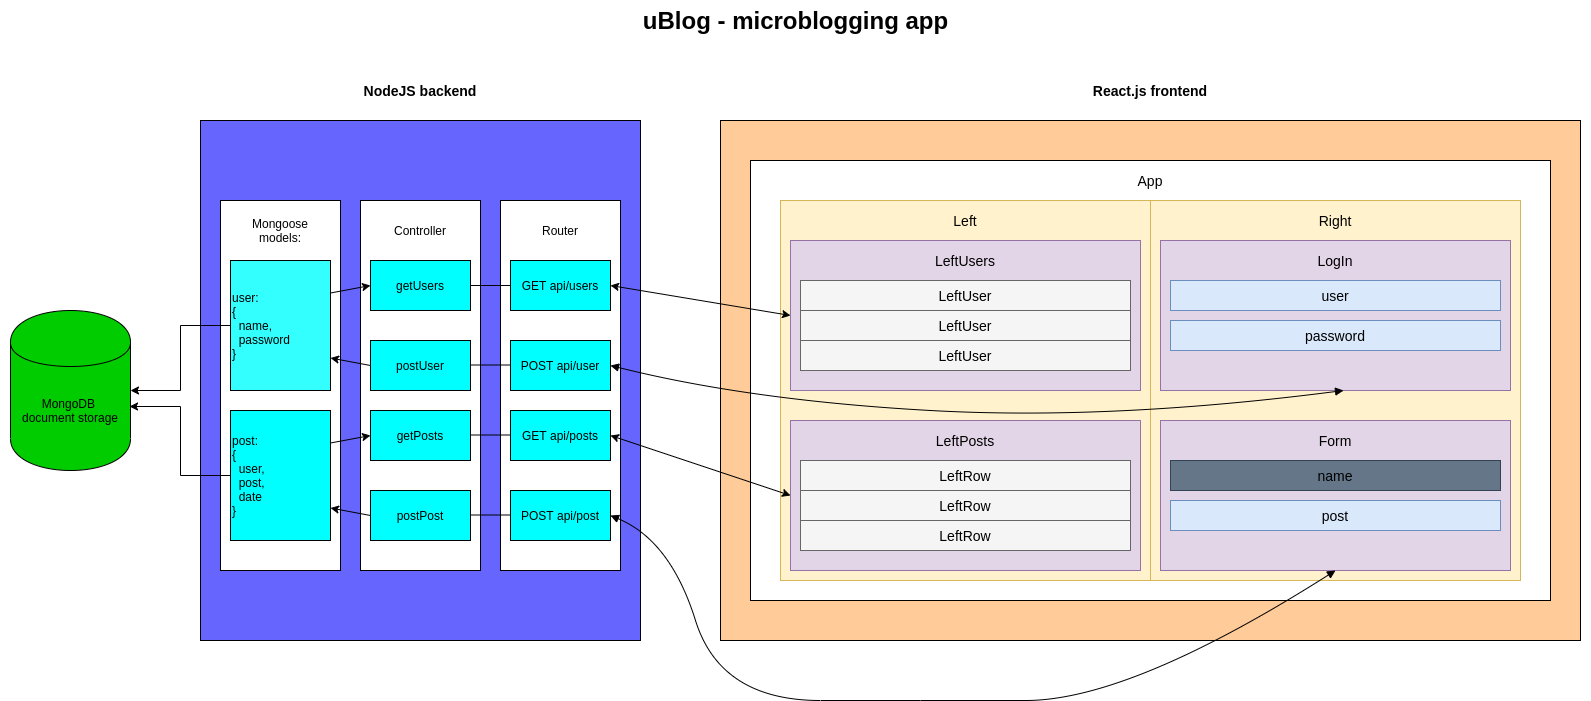 uBlog - microblogging app
NodeJS backend
React.js frontend
MongoDB
document storage
Mongoose
models:
user:
{
name,
password
}
post:
{
user,
post,
date
}
Controller
getUsers
postUser
getPosts
postPost
Router
GET api/users
POST api/user
GET api/posts
POST api/post
App
Left
LeftUsers
LeftUser
LeftUser
LeftUser
LeftPosts
LeftRow
LeftRow
LeftRow
Right
LogIn
user
password
Form
name
post